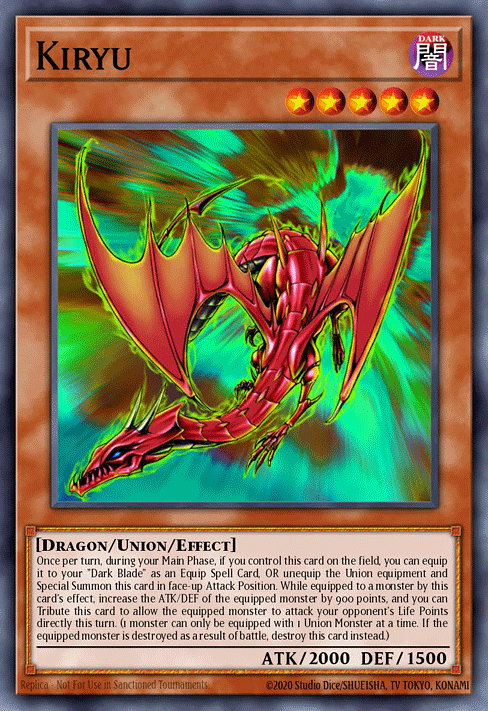 Kiryu
DARK
闇
[Dragon/Union/Effect]
Once per turn, during your Main Phase, if you control this card on the field, you can equip
it to your "Dark Blade" as an Equip Spell Card, OR unequip the Union equipment and
Special Summon this card in face-up Attack Position. While equipped to a monster by this
card's effect, increase the ATK/DEF of the equipped monster by 900 points, and you can
Tribute this card to allow the equipped monster to attack your opponent's Life Points
directly this turn. (1 monster can only be equipped with 1 Union Monster at a time. If the
equipped monster is destroyed as a result of battle, destroy this card instead.)
ATK/2000 DEF/1500
Replica - Not For Use in Sanctioned Tournaments
©2020 Studio Dice/SHUEISHA, TV TOKYO, KONAMI